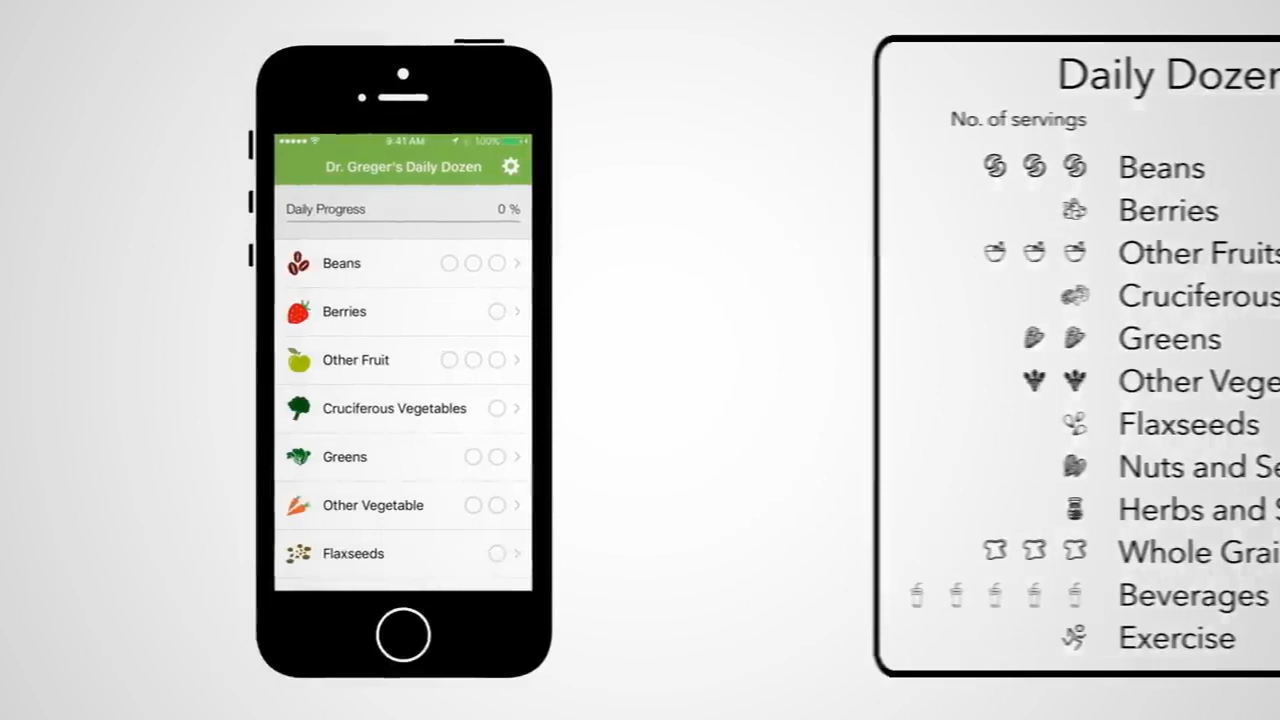 9:41 AM 100%
Dr. Greger's Daily Dozen
Daily Progress 0 %
Beans
Berries
Other Fruit
Cruciferous Vegetables
Greens
Other Vegetable
Flaxseeds
Daily Dozen
No. of servings
Beans
Berries
Other Fruits
Cruciferous
Greens
Other Vege
Flaxseeds
Nuts and Se
Herbs and S
Whole Grai
Beverages
Exercise